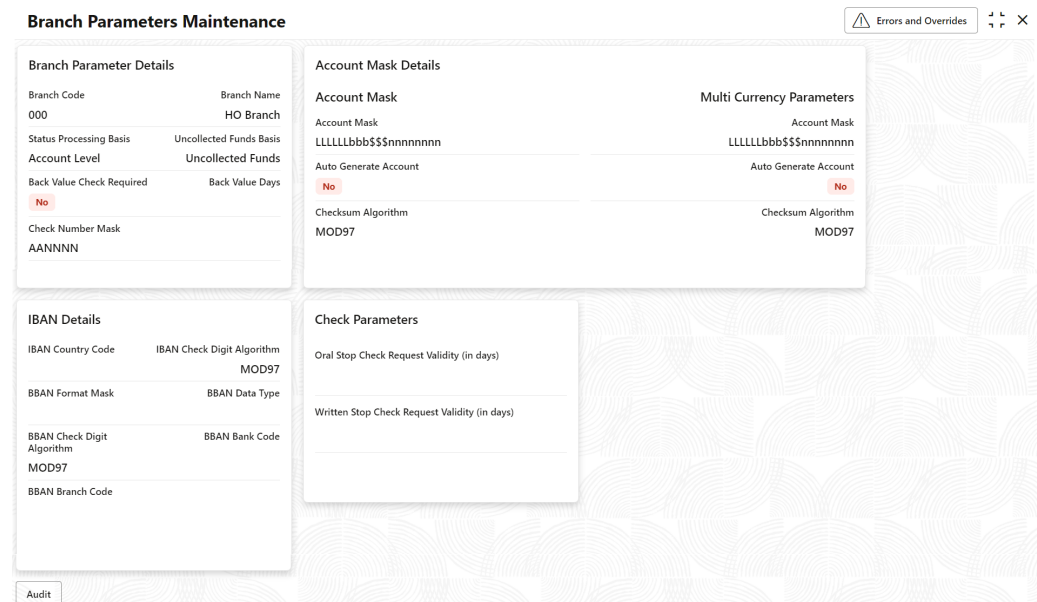 Branch Parameters Maintenance
Errors and Overrides
Branch Parameter Details
Branch Code Branch Name
000 HO Branch
Status Processing Basis Uncollected Funds Basis
Account Level Uncollected Funds
Back Value Check Required Back Value Days
No
Check Number Mask
AANNNN
Account Mask Details
Account Mask Multi Currency Parameters
Account Mask Account Mask
LLLLLLbbb$$$nnnnnnnn LLLLLLbbb$$$nnnnnnnn
Auto Generate Account Auto Generate Account
No No
Checksum Algorithm Checksum Algorithm
MOD97 MOD97
IBAN Details
IBAN Country Code IBAN Check Digit Algorithm
MOD97
BBAN Format Mask BBAN Data Type
BBAN Check Digit BBAN Bank Code
Algorithm
MOD97
BBAN Branch Code
Check Parameters
Oral Stop Check Request Validity (in days)
Written Stop Check Request Validity (in days)
Audit